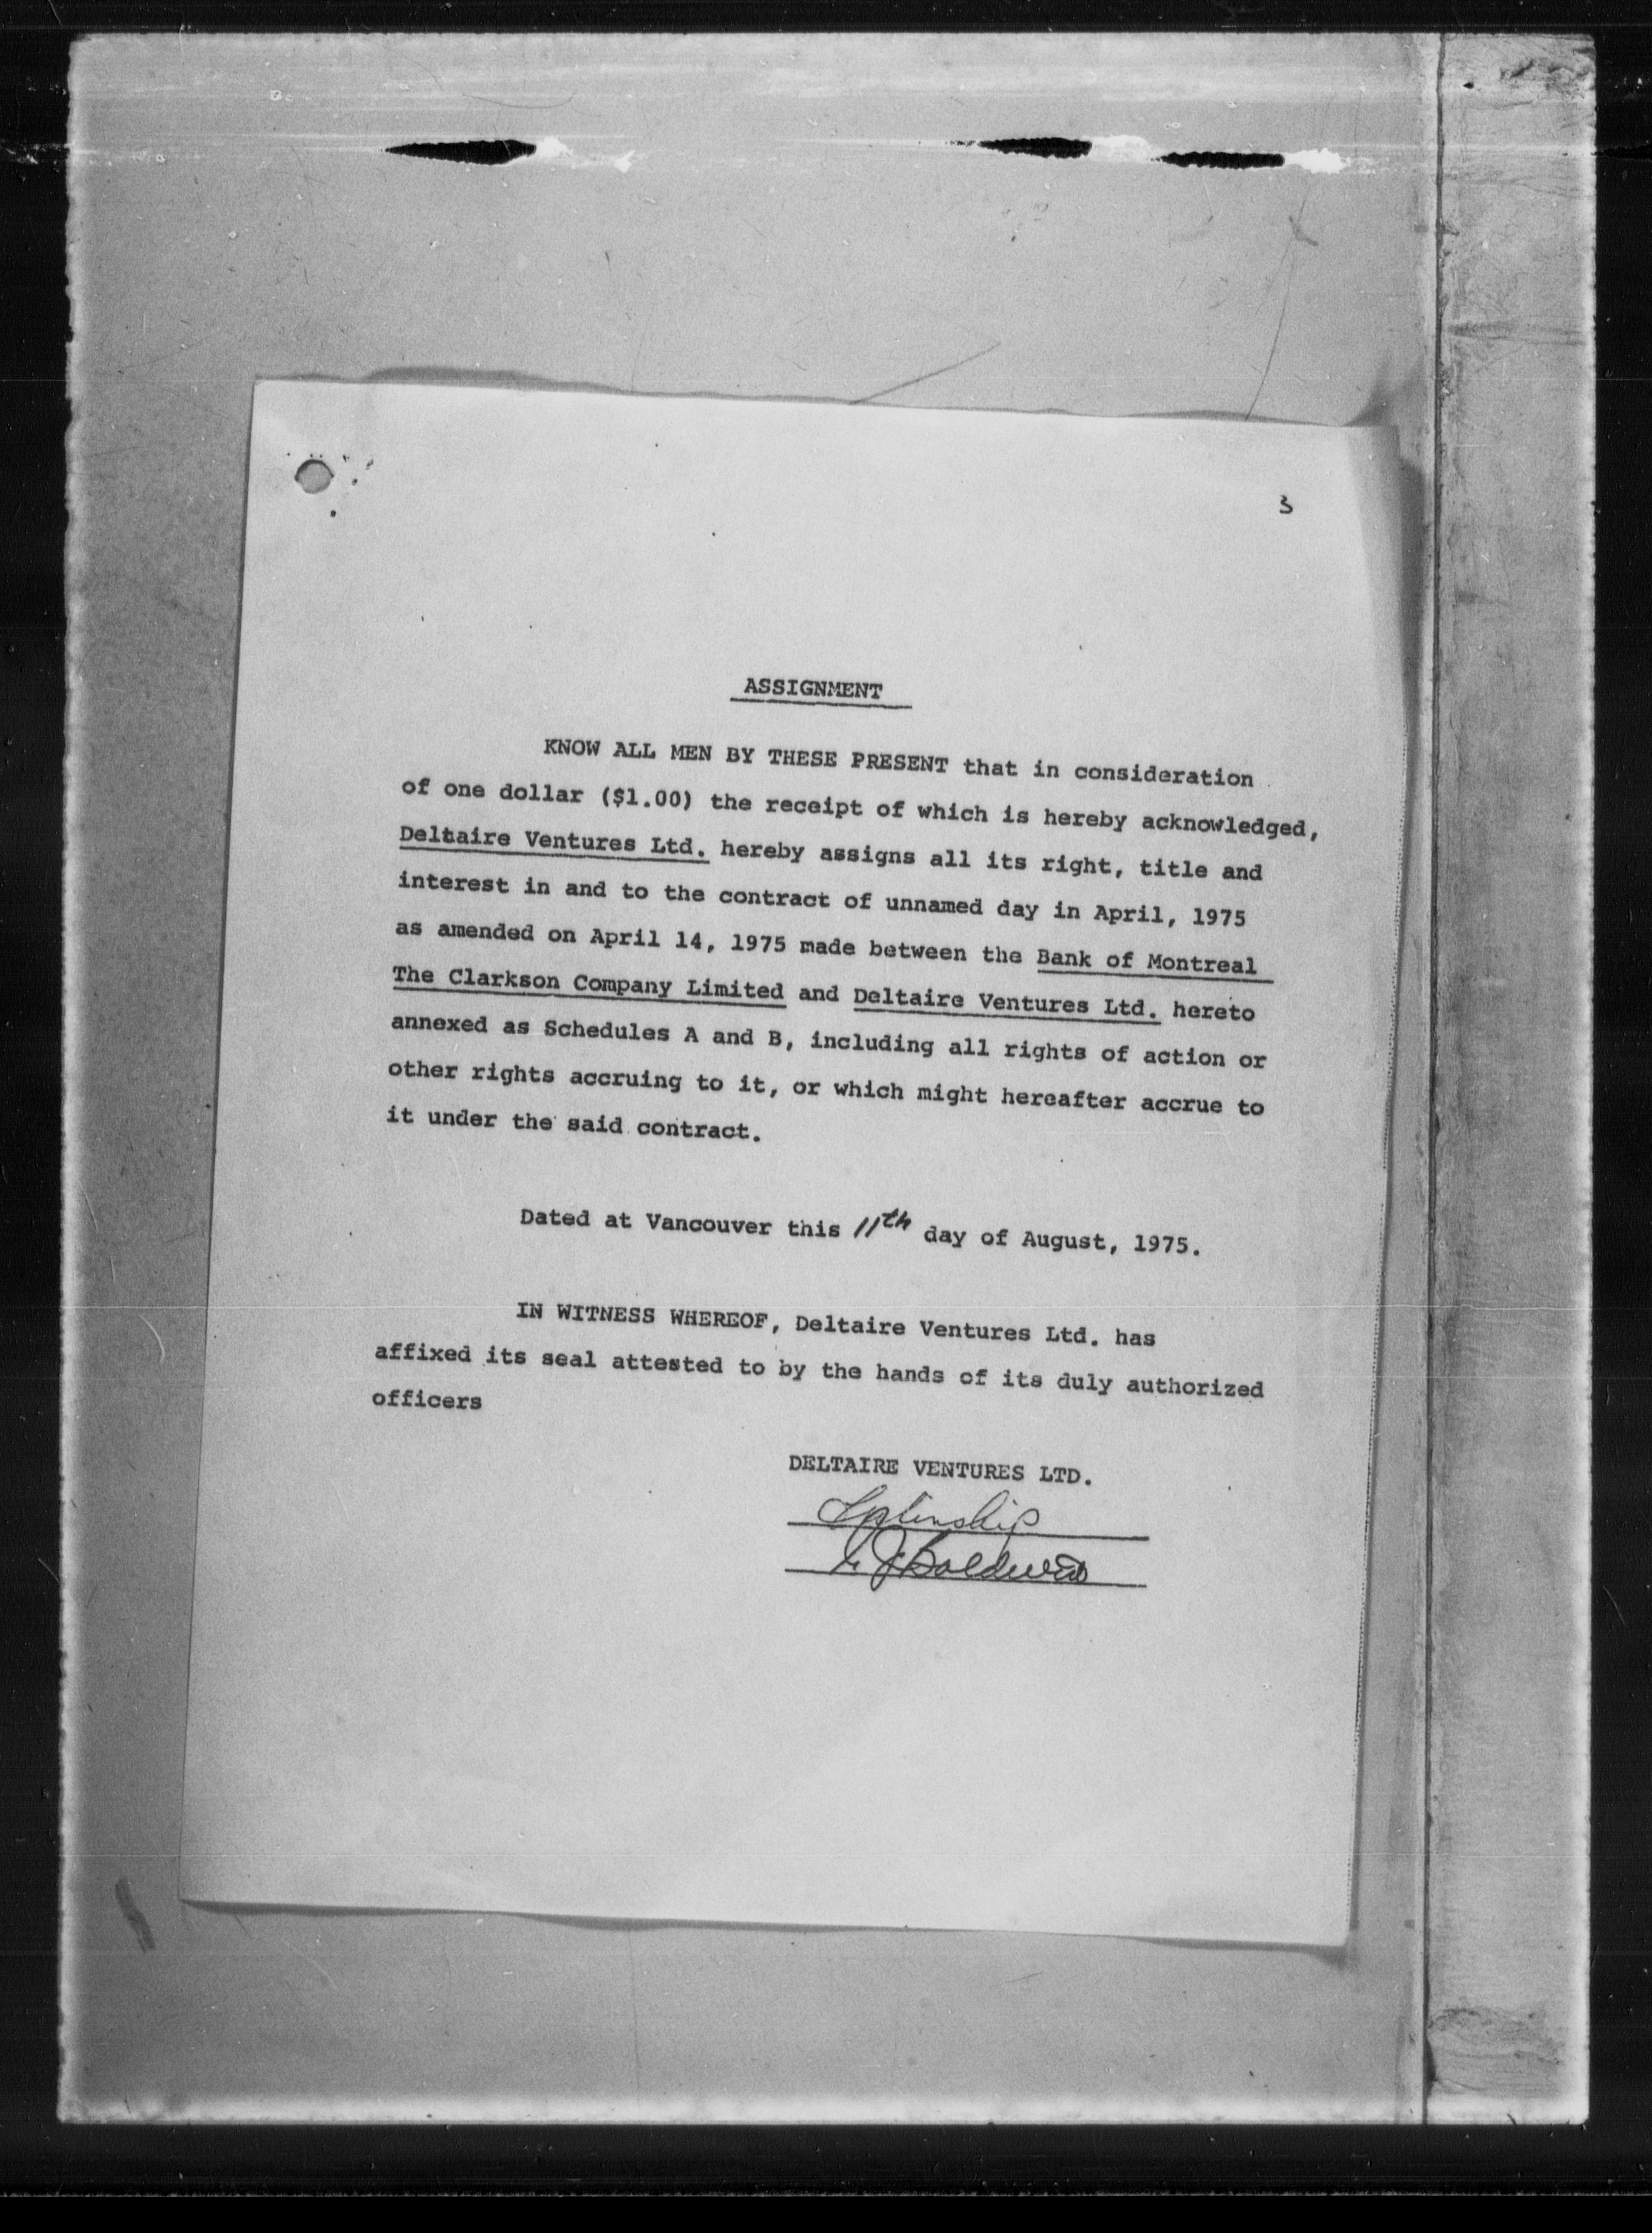 3
ASSIGNMENT
KNOW ALL MEN BY THESE PRESENT that in consideration
of one dollar ($1.00) the receipt of which is hereby acknowledged,
Deltaire Ventures Ltd. hereby assigns all its right, title and
interest in and to the contract of unnamed day in April, 1975
as amended on April 14, 1975 made between the Bank of Montreal
The Clarkson Company Limited and Deltaire Ventures Ltd. hereto
annexed as Schedules A and B, including all rights of action or
other rights accruing to it, or which might hereafter accrue to
it under the said contract.
Dated at Vancouver this 11th day of August, 1975.
IN WITNESS WHEREOF, Deltaire Ventures Ltd. has
affixed its seal attested to by the hands of its duly authorized
officers
DELTAIRE VENTURES LTD.
Baldwin